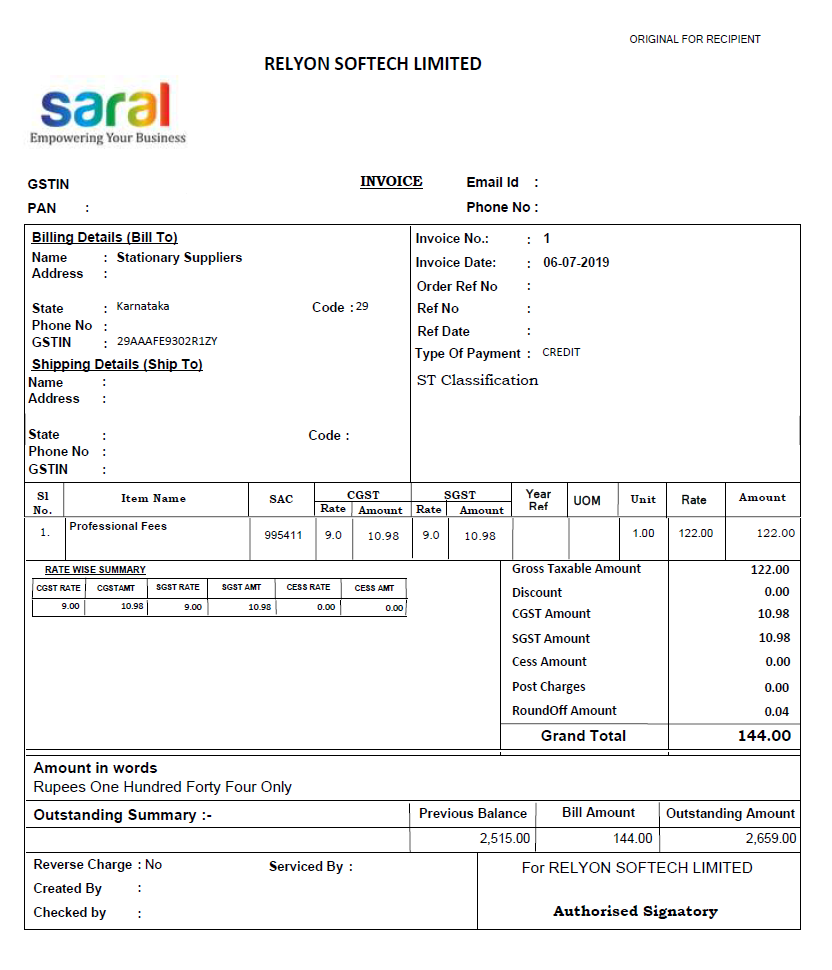 ORIGINAL FOR RECIPIENT
RELYON SOFTECH LIMITED
saral
Empowering Your Business
GSTIN
INVOICE
Email Id :
PAN :
Phone No :
Billing Details (Bill To)
Name : Stationary Suppliers
Address :
State : Karnataka Code : 29
Phone No :
GSTIN : 29AAAFE9302R1ZY
Shipping Details (Ship To)
Name :
Address :
State : Code :
Phone No :
GSTIN :
Invoice No.: : 1
Invoice Date: : 06-07-2019
Order Ref No :
Ref No :
Ref Date :
Type Of Payment : CREDIT
ST Classification
Sl No. Item Name SAC CGST SGST Year Ref UOM Unit Rate Amount
Rate Amount Rate Amount
1. Professional Fees 995411 9.0 10.98 9.0 10.98 1.00 122.00 122.00
RATE WISE SUMMARY
CGST RATE CGSTAMT SGST RATE SGST AMT CESS RATE CESS AMT
9.00 10.98 9.00 10.98 0.00 0.00
Gross Taxable Amount 122.00
Discount 0.00
CGST Amount 10.98
SGST Amount 10.98
Cess Amount 0.00
Post Charges 0.00
RoundOff Amount 0.04
Grand Total 144.00
Amount in words
Rupees One Hundred Forty Four Only
Outstanding Summary :- Previous Balance Bill Amount Outstanding Amount
2,515.00 144.00 2,659.00
Reverse Charge : No Serviced By :
Created By :
Checked by :
For RELYON SOFTECH LIMITED
Authorised Signatory